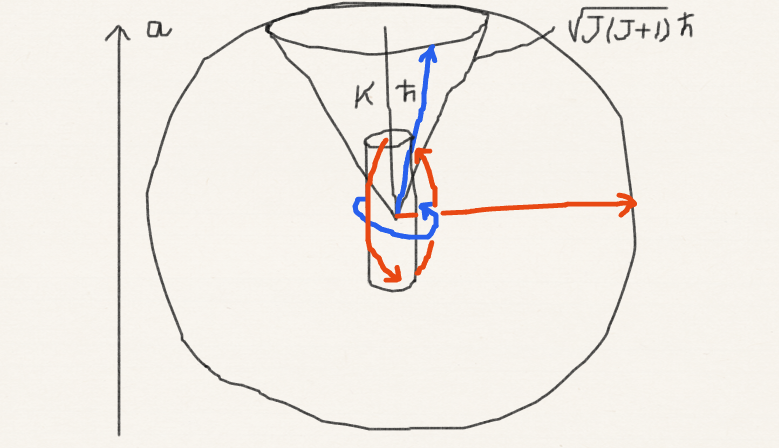 a
√J(J+1) ħ
K ħ